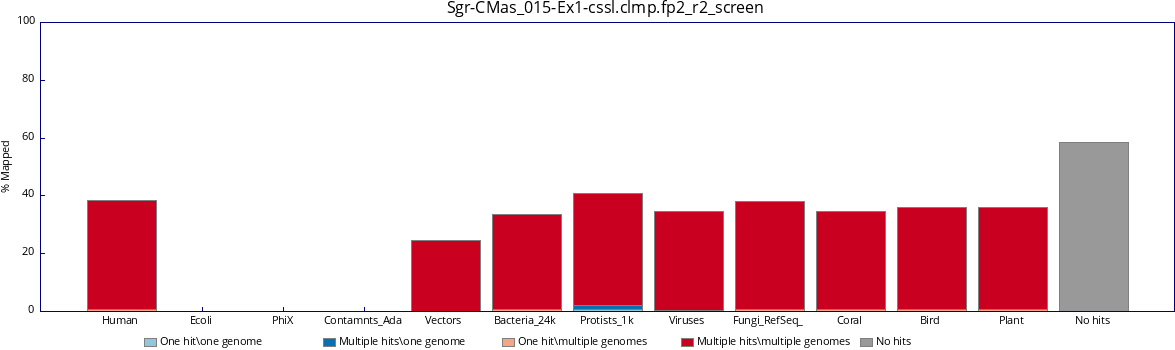 Sgr-CMas_015-Ex1-cssl.clmp.fp2_r2_screen
100
80
60
40
20
0
% Mapped
Human Ecoli PhiX Contamnts_Ada Vectors Bacteria_24k Protists_1k Viruses Fungi_RefSeq_ Coral Bird Plant No hits
One hit\one genome Multiple hits\one genome One hit\multiple genomes Multiple hits\multiple genomes No hits